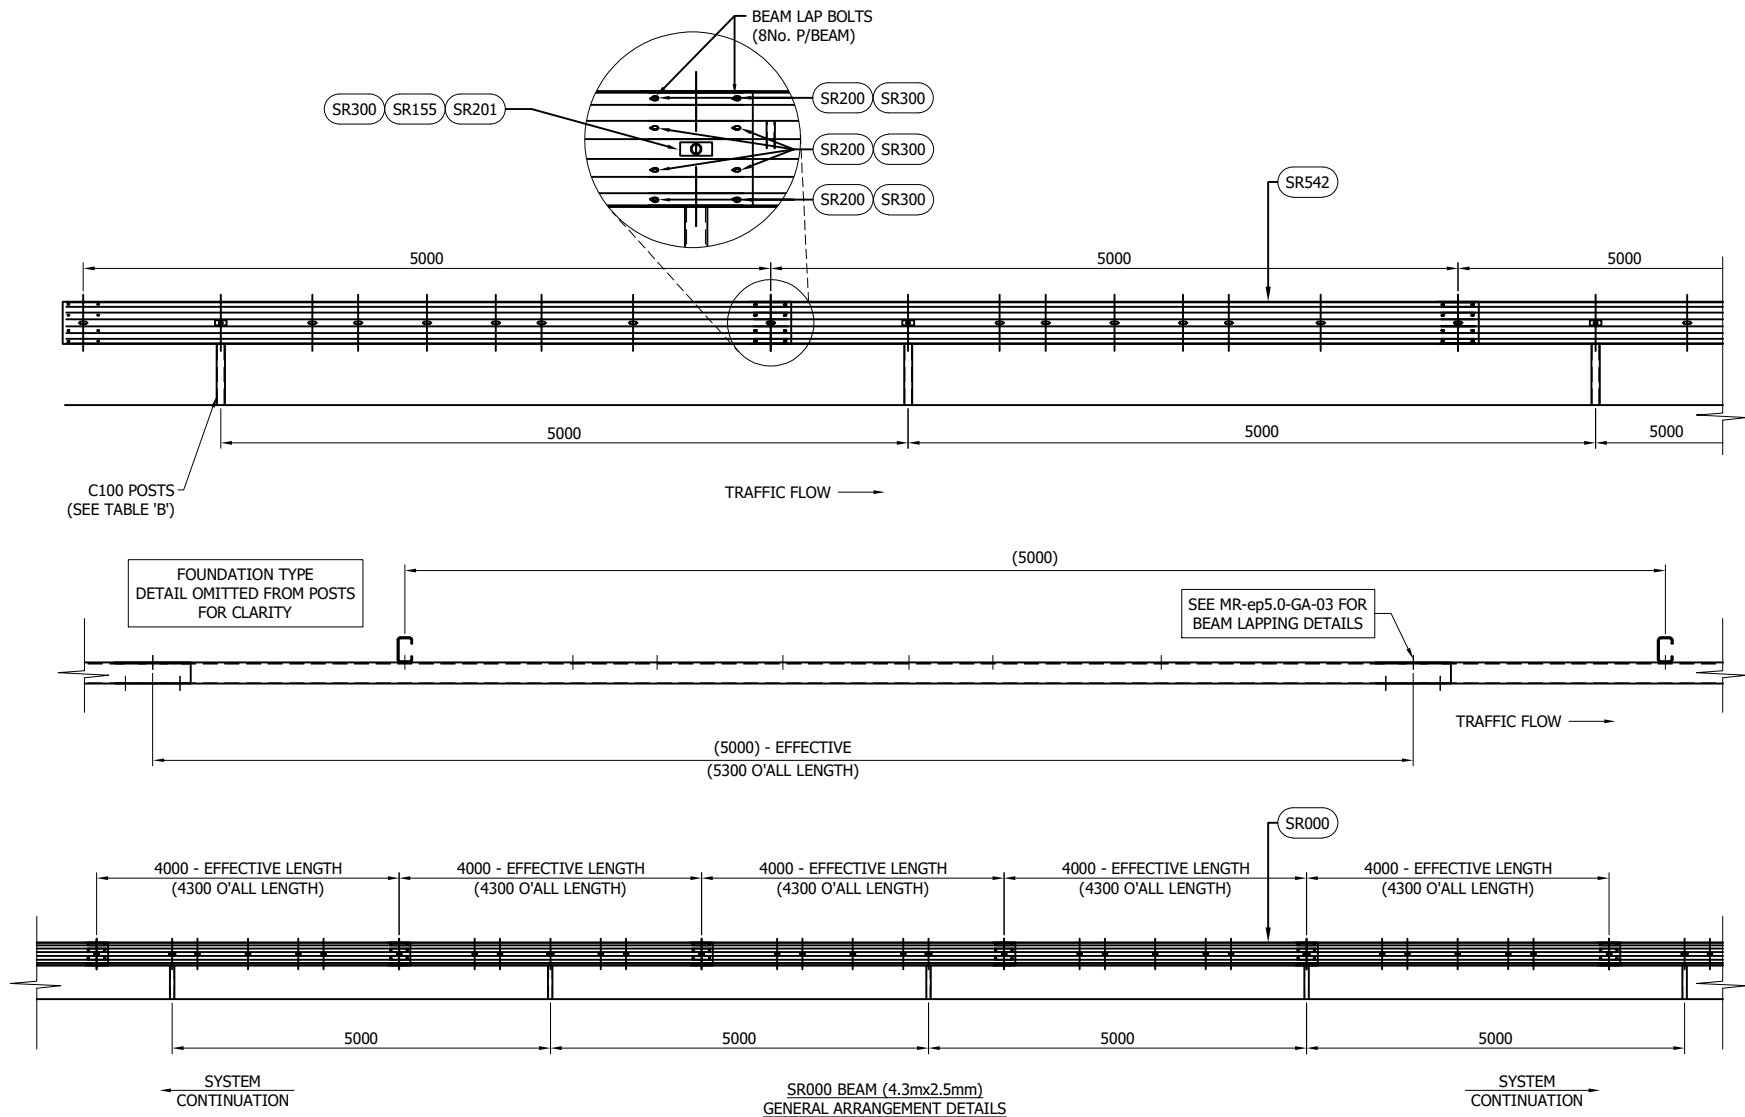 BEAM LAP BOLTS
(8No. P/BEAM)
SR300 SR155 SR201
SR200 SR300
SR200 SR300
SR200 SR300
SR542
5000 5000 5000
5000 5000 5000
C100 POSTS
(SEE TABLE 'B')
TRAFFIC FLOW
(5000)
FOUNDATION TYPE
DETAIL OMITTED FROM POSTS
FOR CLARITY
SEE MR-ep5.0-GA-03 FOR
BEAM LAPPING DETAILS
TRAFFIC FLOW
(5000) - EFFECTIVE
(5300 O'ALL LENGTH)
SR000
4000 - EFFECTIVE LENGTH
(4300 O'ALL LENGTH)
4000 - EFFECTIVE LENGTH
(4300 O'ALL LENGTH)
4000 - EFFECTIVE LENGTH
(4300 O'ALL LENGTH)
4000 - EFFECTIVE LENGTH
(4300 O'ALL LENGTH)
4000 - EFFECTIVE LENGTH
(4300 O'ALL LENGTH)
5000 5000 5000 5000
SYSTEM
CONTINUATION
SR000 BEAM (4.3mx2.5mm)
GENERAL ARRANGEMENT DETAILS
SYSTEM
CONTINUATION